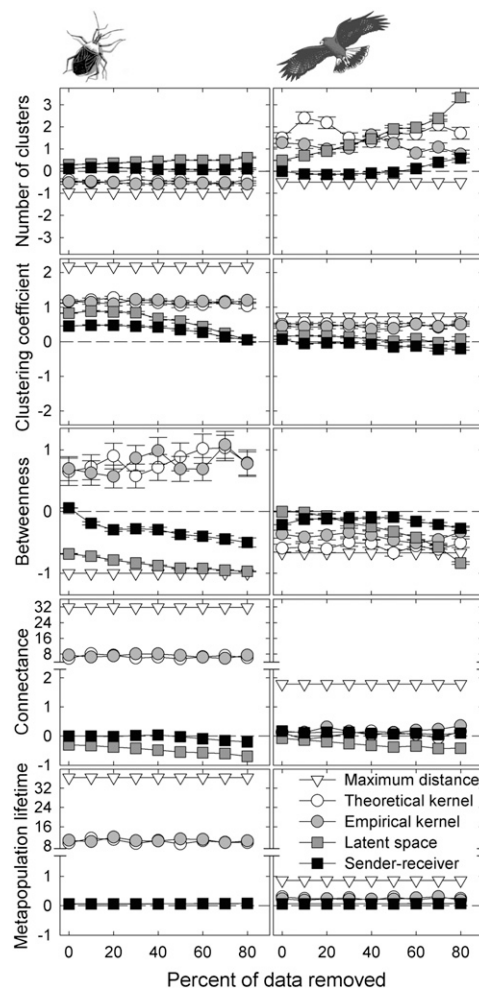 Number of clusters
3
2
1
0
-1
-2
-3
Clustering coefficient
2
1
0
-1
-2
Betweenness
1
0
-1
Connectance
32
24
16
8
0
-1
Metapopulation lifetime
36
24
16
8
1
0
-1
Maximum distance
Theoretical kernel
Empirical kernel
Latent space
Sender-receiver
0 20 40 60 80 0 20 40 60 80
Percent of data removed